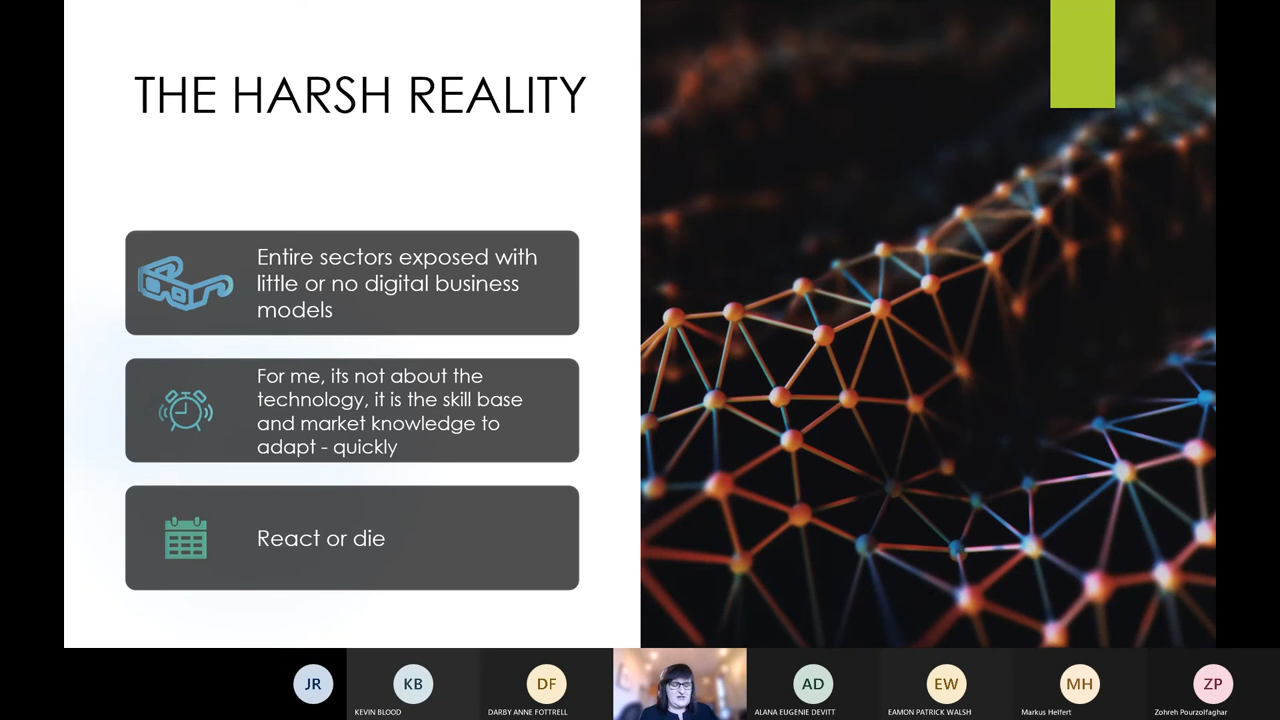 THE HARSH REALITY
Entire sectors exposed with
little or no digital business
models
For me, its not about the
technology, it is the skill base
and market knowledge to
adapt - quickly
React or die
JR
KB
DF
AD
EW
MH
ZP
KEVIN BLOOD
DARBY ANNE FOTTRELL
ALANA EUGENIE DEVITT
EAMON PATRICK WALSH
Markus Helfert
Zohreh Pourzolfaghar